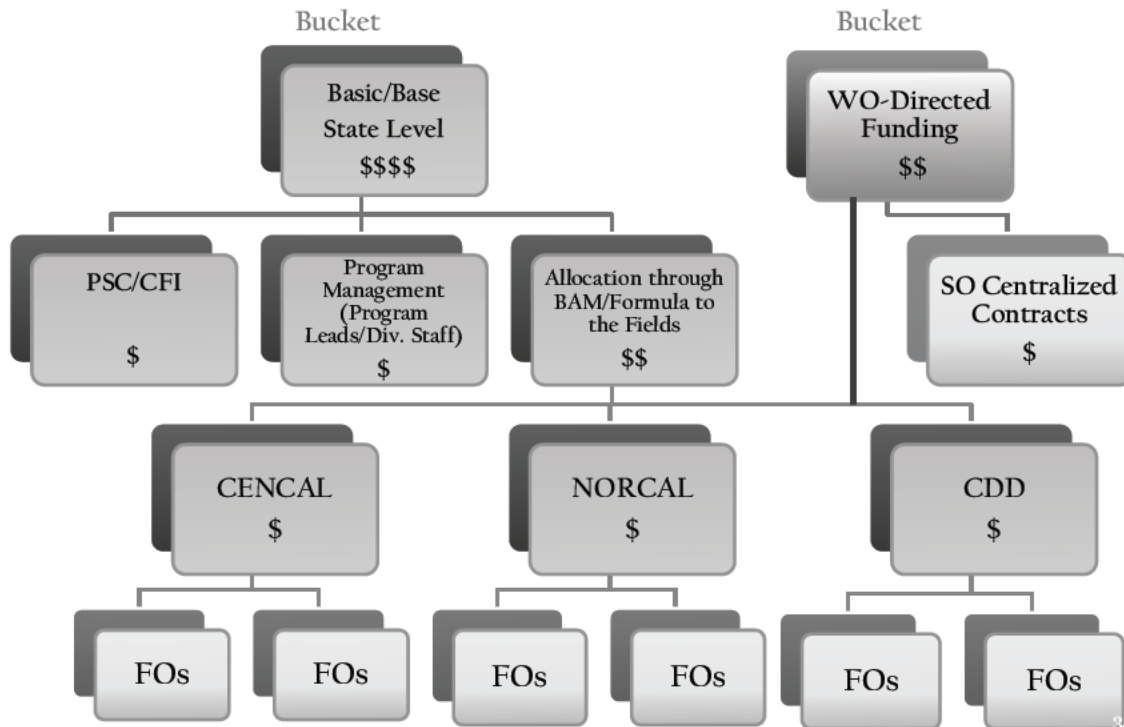 Bucket
Bucket
Basic/Base
State Level
$$$$
WO-Directed
Funding
$$
PSC/CFI
$
Program
Management
(Program
Leads/Div. Staff)
$
Allocation through
BAM/Formula to
the Fields
$$
SO Centralized
Contracts
$
CENCAL
$
NORCAL
$
CDD
$
FOs
FOs
FOs
FOs
FOs
FOs
3